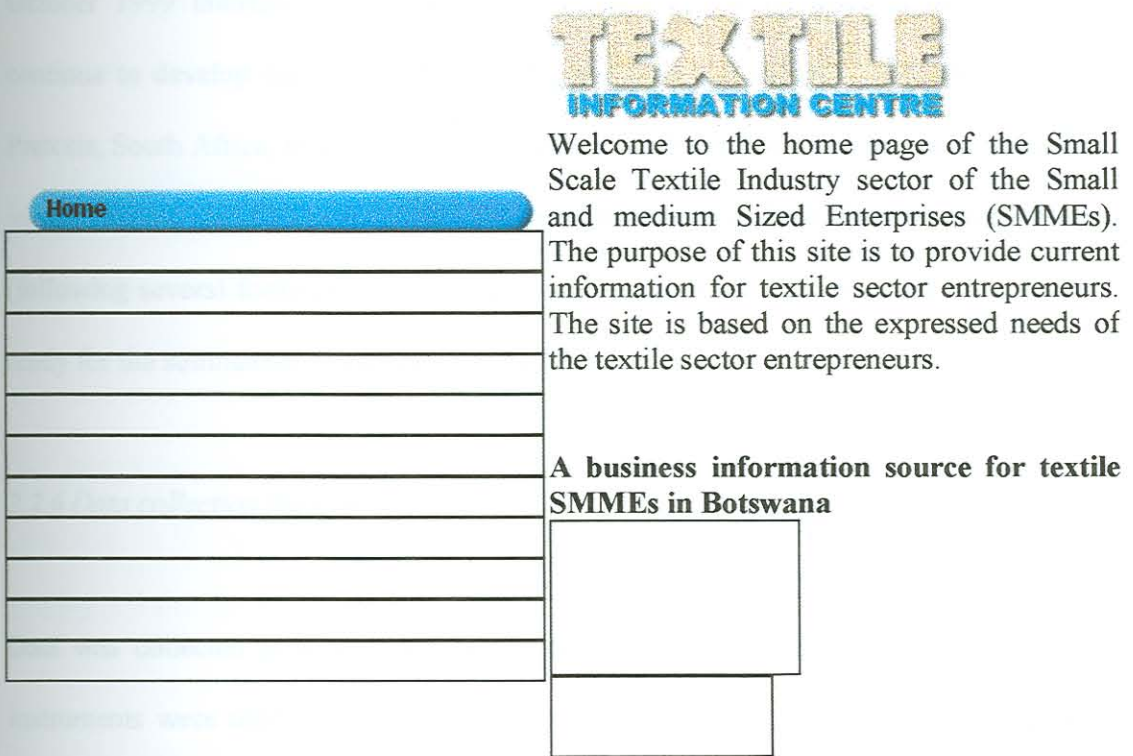 TEXTILE
INFORMATION CENTRE
Welcome to the home page of the Small
Scale Textile Industry sector of the Small
and medium Sized Enterprises (SMMEs).
The purpose of this site is to provide current
information for textile sector entrepreneurs.
The site is based on the expressed needs of
the textile sector entrepreneurs.
Home
A business information source for textile
SMMEs in Botswana